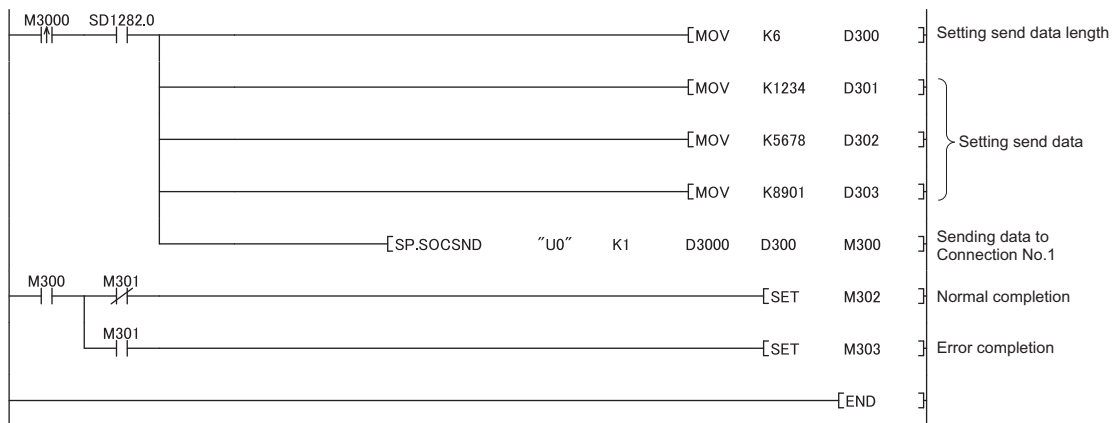 M3000 SD1282.0
MOV K6 D300 Setting send data length
MOV K1234 D301
MOV K5678 D302 Setting send data
MOV K8901 D303
SP.SOCSND "U0" K1 D3000 D300 M300 Sending data to
Connection No.1
M300 M301
SET M302 Normal completion
M301
SET M303 Error completion
END